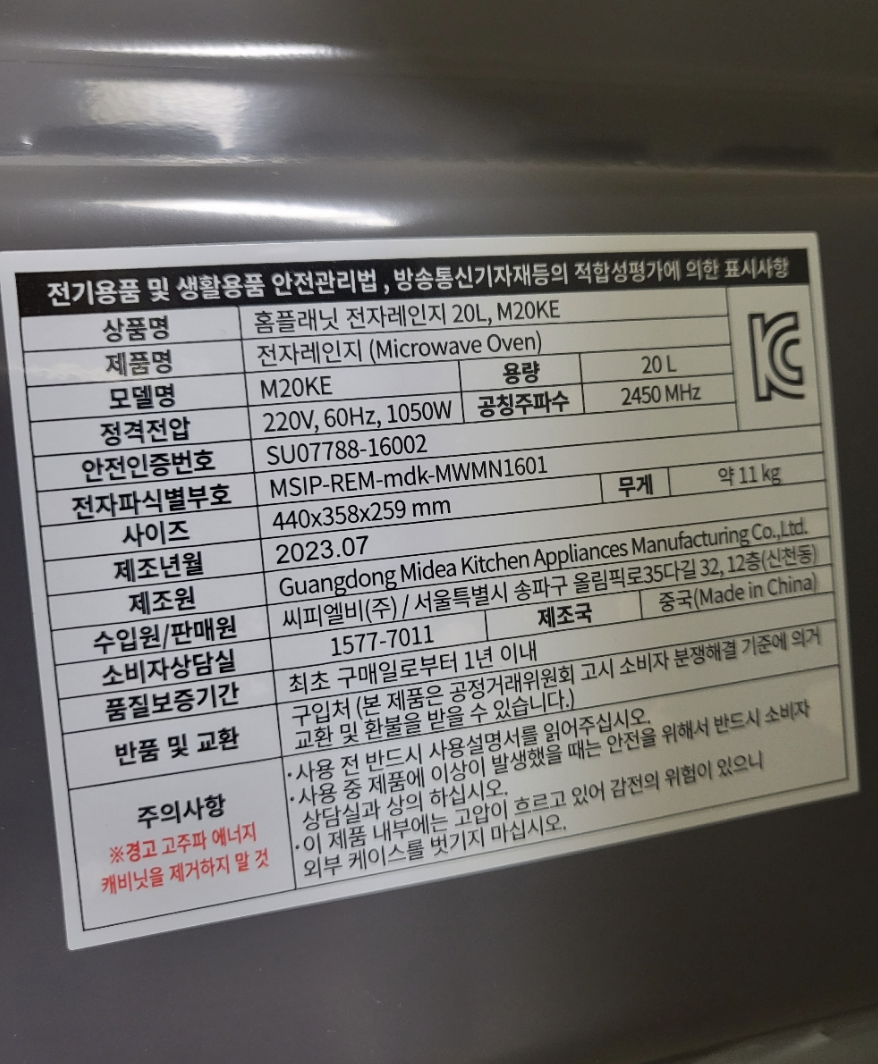 전기용품 및 생활용품 안전관리법 , 방송통신기자재등의 적합성평가에 의한 표시사항
상품명 홈플래닛 전자레인지 20L, M20KE
제품명 전자레인지 (Microwave Oven)
모델명 M20KE 용량 20 L
정격전압 220V, 60Hz, 1050W 공칭주파수 2450 MHz
안전인증번호 SU07788-16002
전자파식별부호 MSIP-REM-mdk-MWMN1601
사이즈 440x358x259 mm 무게 약 11 kg
제조년월 2023.07
제조원 Guangdong Midea Kitchen Appliances Manufacturing Co.,Ltd.
수입원/판매원 씨피엘비(주) / 서울특별시 송파구 올림픽로35다길 32, 12층(신천동)
소비자상담실 1577-7011 제조국 중국(Made in China)
품질보증기간 최초 구매일로부터 1년 이내
반품 및 교환 구입처 (본 제품은 공정거래위원회 고시 소비자 분쟁해결 기준에 의거
교환 및 환불을 받을 수 있습니다.)
주의사항
※경고 고주파 에너지
캐비닛을 제거하지 말 것
·사용 전 반드시 사용설명서를 읽어주십시오.
·사용 중 제품에 이상이 발생했을 때는 안전을 위해서 반드시 소비자
상담실과 상의 하십시오.
·이 제품 내부에는 고압이 흐르고 있어 감전의 위험이 있으니
외부 케이스를 벗기지 마십시오.